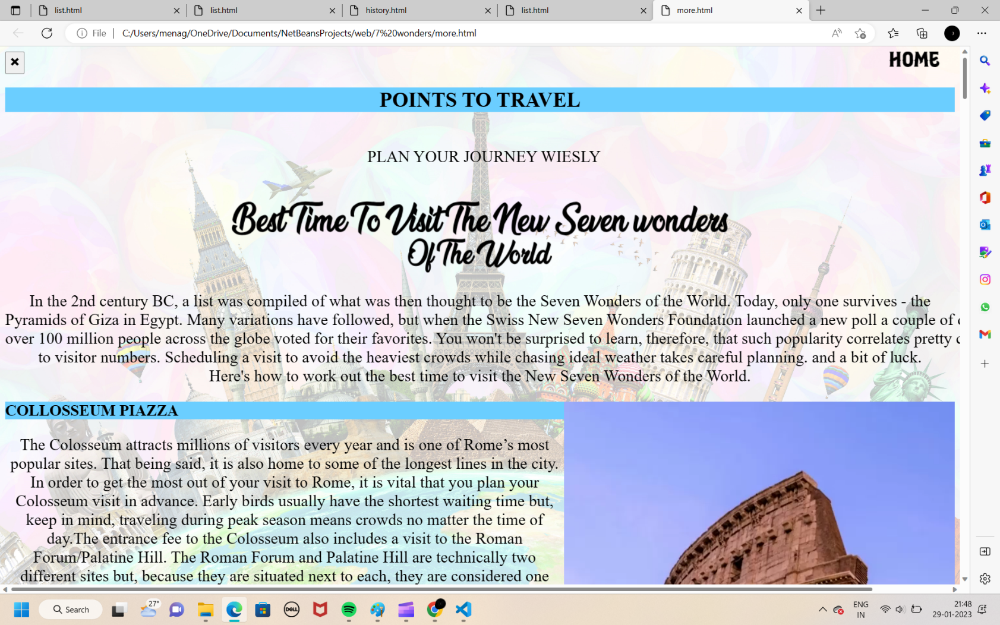 list.html
list.html
history.html
list.html
more.html
File
C:/Users/menag/OneDrive/Documents/NetBeansProjects/web/7%20wonders/more.html
HOME
POINTS TO TRAVEL
PLAN YOUR JOURNEY WIESLY
Best Time To Visit The New Seven wonders
Of The World
In the 2nd century BC, a list was compiled of what was then thought to be the Seven Wonders of the World. Today, only one survives - the
Pyramids of Giza in Egypt. Many variations have followed, but when the Swiss New Seven Wonders Foundation launched a new poll a couple of
over 100 million people across the globe voted for their favorites. You won't be surprised to learn, therefore, that such popularity correlates pretty
to visitor numbers. Scheduling a visit to avoid the heaviest crowds while chasing ideal weather takes careful planning. and a bit of luck.
Here's how to work out the best time to visit the New Seven Wonders of the World.
COLLOSSEUM PIAZZA
The Colosseum attracts millions of visitors every year and is one of Rome’s most
popular sites. That being said, it is also home to some of the longest lines in the city.
In order to get the most out of your visit to Rome, it is vital that you plan your
Colosseum visit in advance. Early birds usually have the shortest waiting time but,
keep in mind, traveling during peak season means crowds no matter the time of
day.The entrance fee to the Colosseum also includes a visit to the Roman
Forum/Palatine Hill. The Roman Forum and Palatine Hill are technically two
different sites but, because they are situated next to each, they are considered one
Search
27°
DELL
ENG
IN
21:48
29-01-2023